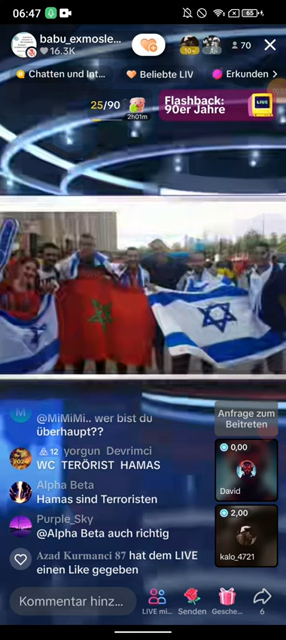 06:47
65
babu_exmosle...
16.3K
70
Chatten und Int...
Beliebte LIV
Erkunden
25/90
2h01m
Flashback:
90er Jahre
LIVE
@MiMiMi.. wer bist du
überhaupt??
12 yorgun Devrimci
WC TERÖRIST HAMAS
Alpha Beta
Hamas sind Terroristen
Purple_Sky
@Alpha Beta auch richtig
Azad Kurmanci 87 hat dem LIVE
einen Like gegeben
Anfrage zum
Beitreten
0,00
David
2,00
kalo_4721
Kommentar hinz...
LIVE mi...
Senden
Gesche...
6